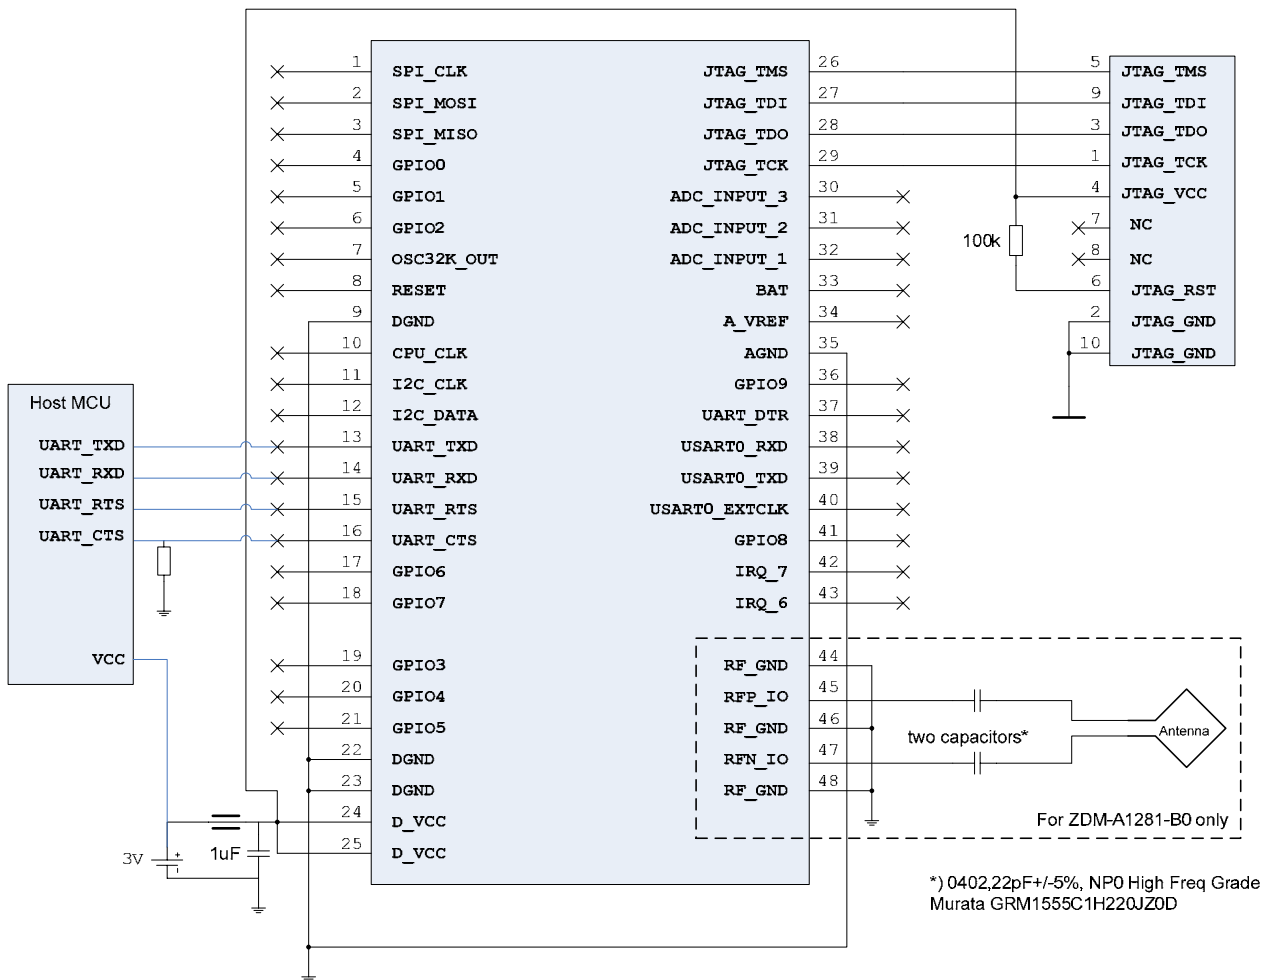 1 SPI_CLK
2 SPI_MOSI
3 SPI_MISO
4 GPIO0
5 GPIO1
6 GPIO2
7 OSC32K_OUT
8 RESET
9 DGND
10 CPU_CLK
11 I2C_CLK
12 I2C_DATA
13 UART_TXD
14 UART_RXD
15 UART_RTS
16 UART_CTS
17 GPIO6
18 GPIO7
19 GPIO3
20 GPIO4
21 GPIO5
22 DGND
23 DGND
24 D_VCC
25 D_VCC
JTAG_TMS 26
JTAG_TDI 27
JTAG_TDO 28
JTAG_TCK 29
ADC_INPUT_3 30
ADC_INPUT_2 31
ADC_INPUT_1 32
BAT 33
A_VREF 34
AGND 35
GPIO9 36
UART_DTR 37
USART0_RXD 38
USART0_TXD 39
USART0_EXTCLK 40
GPIO8 41
IRQ_7 42
IRQ_6 43
RF_GND 44
RFP_IO 45
RF_GND 46
RFN_IO 47
RF_GND 48
5 JTAG_TMS
9 JTAG_TDI
3 JTAG_TDO
1 JTAG_TCK
4 JTAG_VCC
7 NC
8 NC
6 JTAG_RST
2 JTAG_GND
10 JTAG_GND
100k
Host MCU
UART_TXD
UART_RXD
UART_RTS
UART_CTS
VCC
3V
+
-
1uF
two capacitors*
Antenna
For ZDM-A1281-B0 only
*) 0402,22pF+/-5%, NP0 High Freq Grade
Murata GRM1555C1H220JZ0D